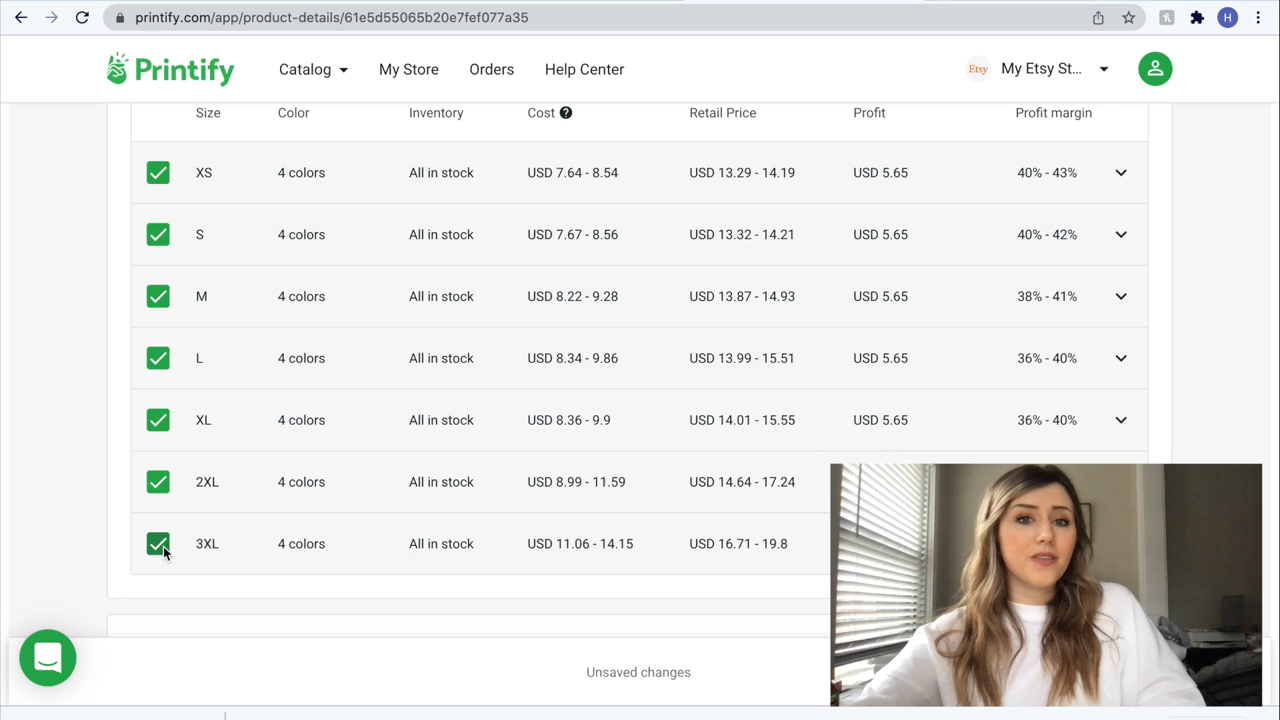 printify.com/app/product-details/61e5d55065b20e7fef077a35
H
Printify
Catalog
My Store
Orders
Help Center
Etsy
My Etsy St...
Size Color Inventory Cost ? Retail Price Profit Profit margin
XS 4 colors All in stock USD 7.64 - 8.54 USD 13.29 - 14.19 USD 5.65 40% - 43%
S 4 colors All in stock USD 7.67 - 8.56 USD 13.32 - 14.21 USD 5.65 40% - 42%
M 4 colors All in stock USD 8.22 - 9.28 USD 13.87 - 14.93 USD 5.65 38% - 41%
L 4 colors All in stock USD 8.34 - 9.86 USD 13.99 - 15.51 USD 5.65 36% - 40%
XL 4 colors All in stock USD 8.36 - 9.9 USD 14.01 - 15.55 USD 5.65 36% - 40%
2XL 4 colors All in stock USD 8.99 - 11.59 USD 14.64 - 17.24
3XL 4 colors All in stock USD 11.06 - 14.15 USD 16.71 - 19.8
Unsaved changes